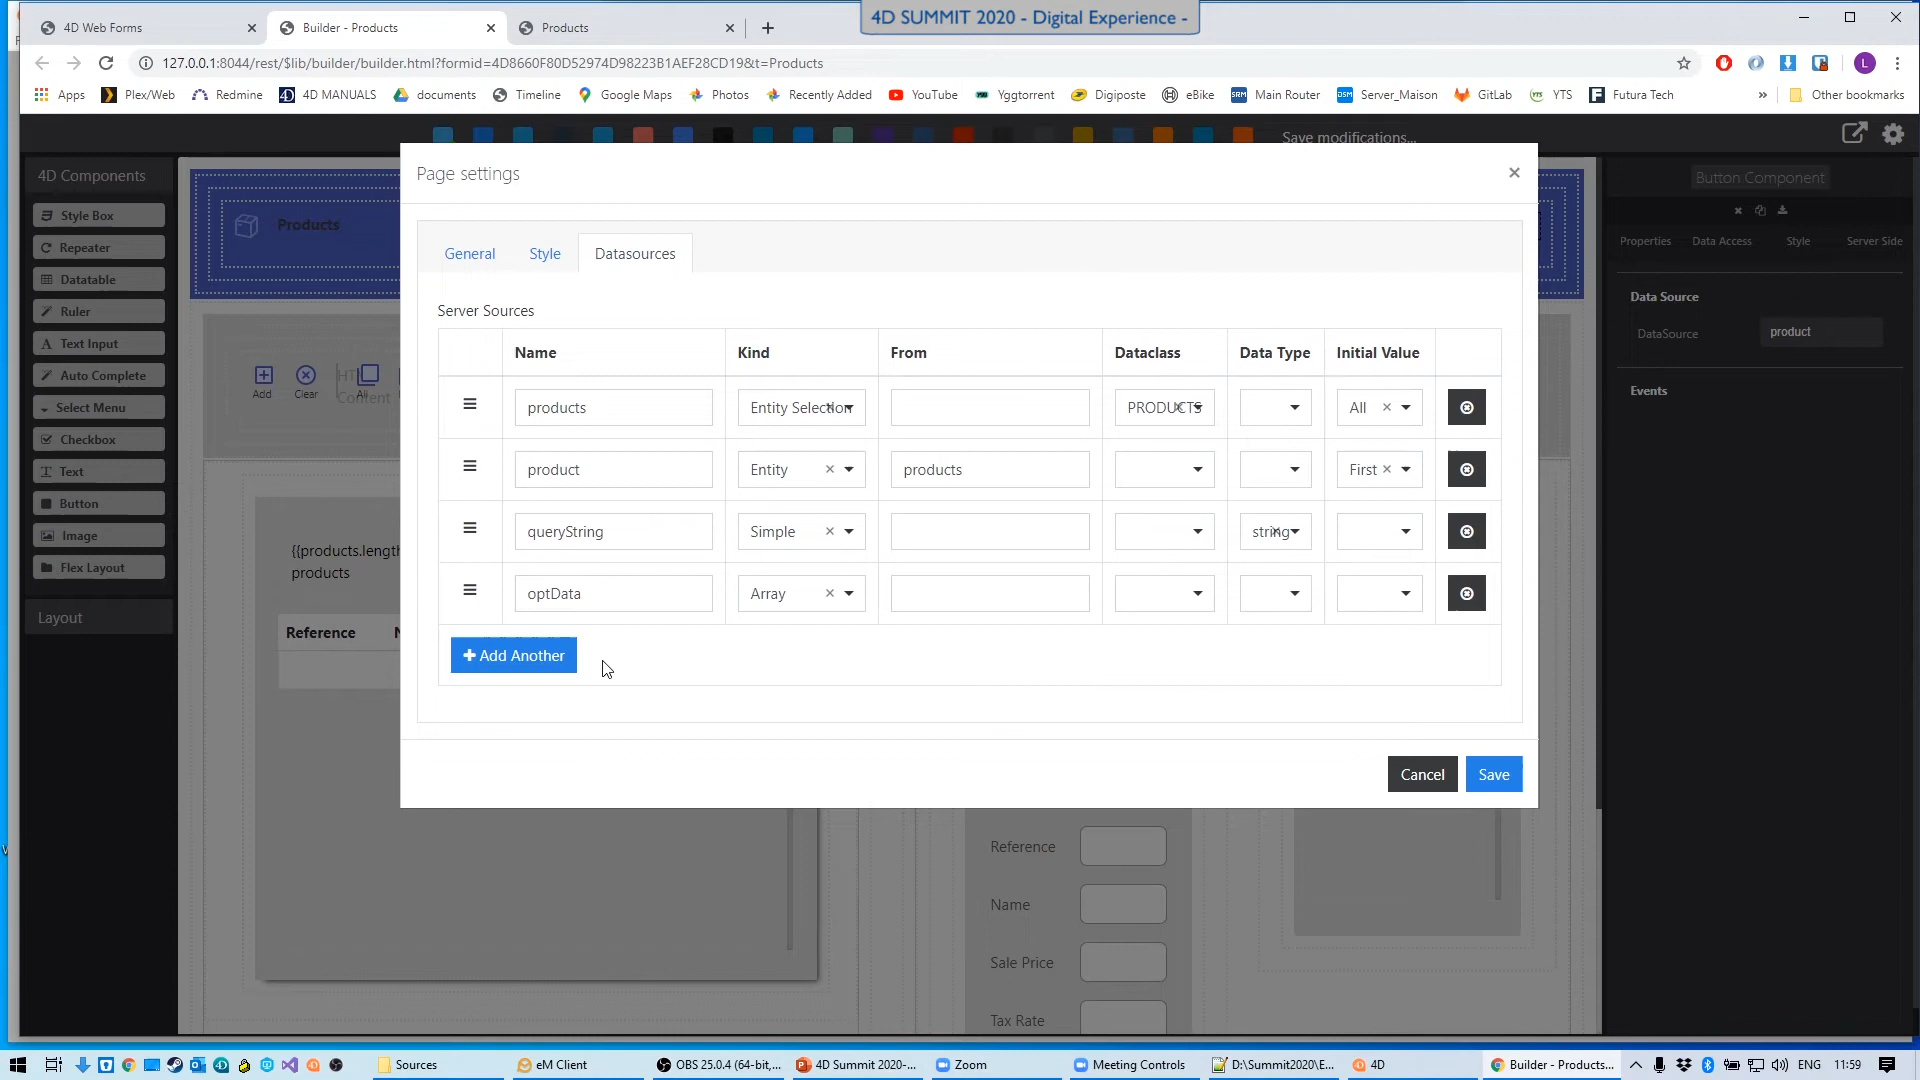 4D SUMMIT 2020 - Digital Experience -
4D Web Forms
Builder - Products
Products
127.0.0.1:8044/rest/$lib/builder/builder.html?formid=4D8660F80D52974D98223B1AEF28CD19&t=Products
L
Apps
Plex/Web
Redmine
4D MANUALS
documents
Timeline
Google Maps
Photos
Recently Added
YouTube
Yggtorrent
Digiposte
eBike
Main Router
Server_Maison
GitLab
YTS
Futura Tech
»
Other bookmarks
Save modifications...
4D Components
Style Box
Repeater
Datatable
Ruler
Text Input
Auto Complete
Select Menu
Checkbox
Text
Button
Image
Flex Layout
Layout
Products
Add
Clear
All
Content
{{products.length
products
Reference
N
Page settings
General
Style
Datasources
Server Sources
Name Kind From Dataclass Data Type Initial Value
products Entity Selection PRODUCTS All
product Entity products First
queryString Simple string
optData Array
Add Another
Cancel
Save
Reference
Name
Sale Price
Tax Rate
Button Component
Properties
Data Access
Style
Server Side
Data Source
DataSource
product
Events
Sources
eM Client
OBS 25.0.4 (64-bit,...
4D Summit 2020-...
Zoom
Meeting Controls
D:\Summit2020\E...
4D
Builder - Products...
ENG
11:59